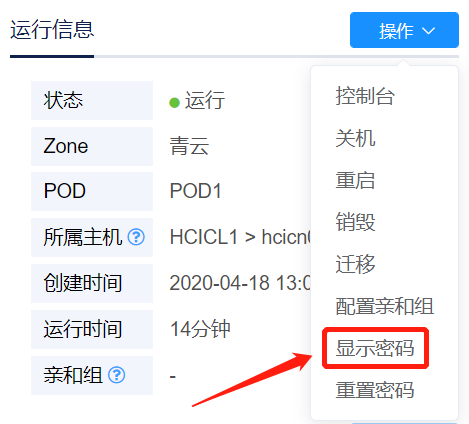 运行信息
操作
状态
运行
Zone
青云
POD
POD1
所属主机
HCICL1 > hcicn
创建时间
2020-04-18 13:0
运行时间
14分钟
亲和组
-
控制台
关机
重启
销毁
迁移
配置亲和组
显示密码
重置密码